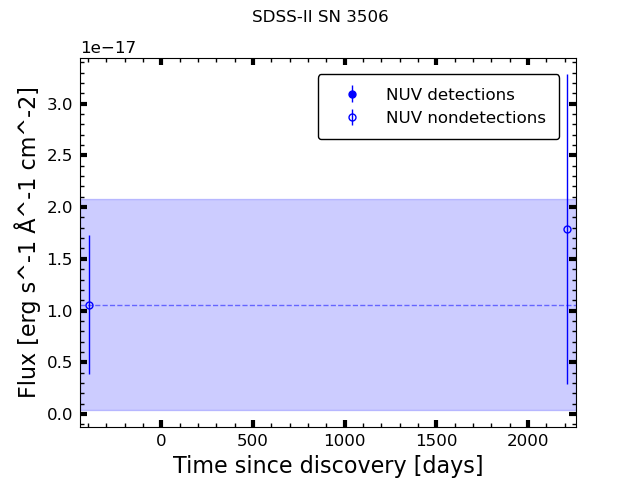 SDSS-II SN 3506
1e−17
Flux [erg s^-1 Å^-1 cm^-2]
3.0
2.5
2.0
1.5
1.0
0.5
0.0
NUV detections
NUV nondetections
0 500 1000 1500 2000
Time since discovery [days]